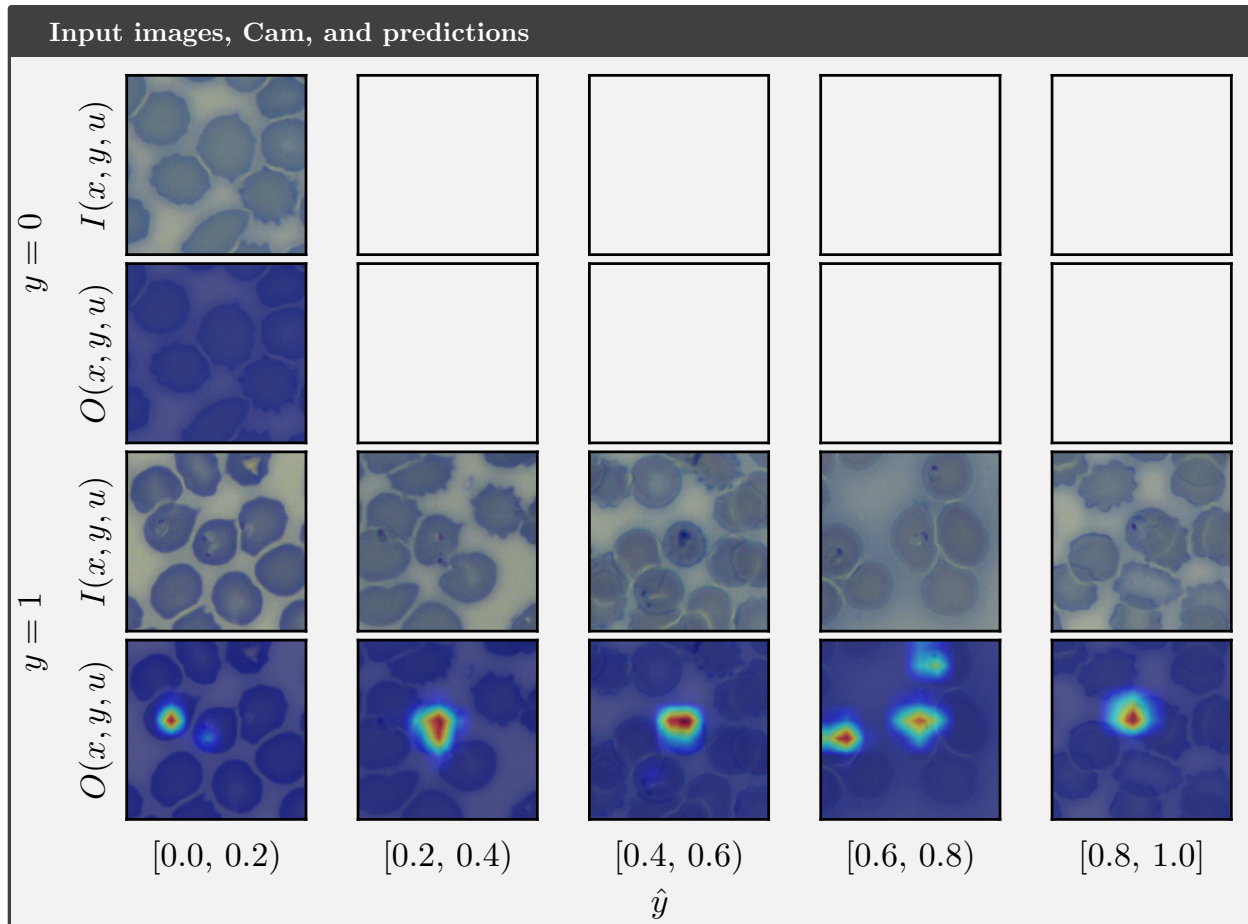 Input images, Cam, and predictions
y = 0
I(x, y, u)
O(x, y, u)
y = 1
I(x, y, u)
O(x, y, u)
[0.0, 0.2) [0.2, 0.4) [0.4, 0.6) [0.6, 0.8) [0.8, 1.0]
ŷ